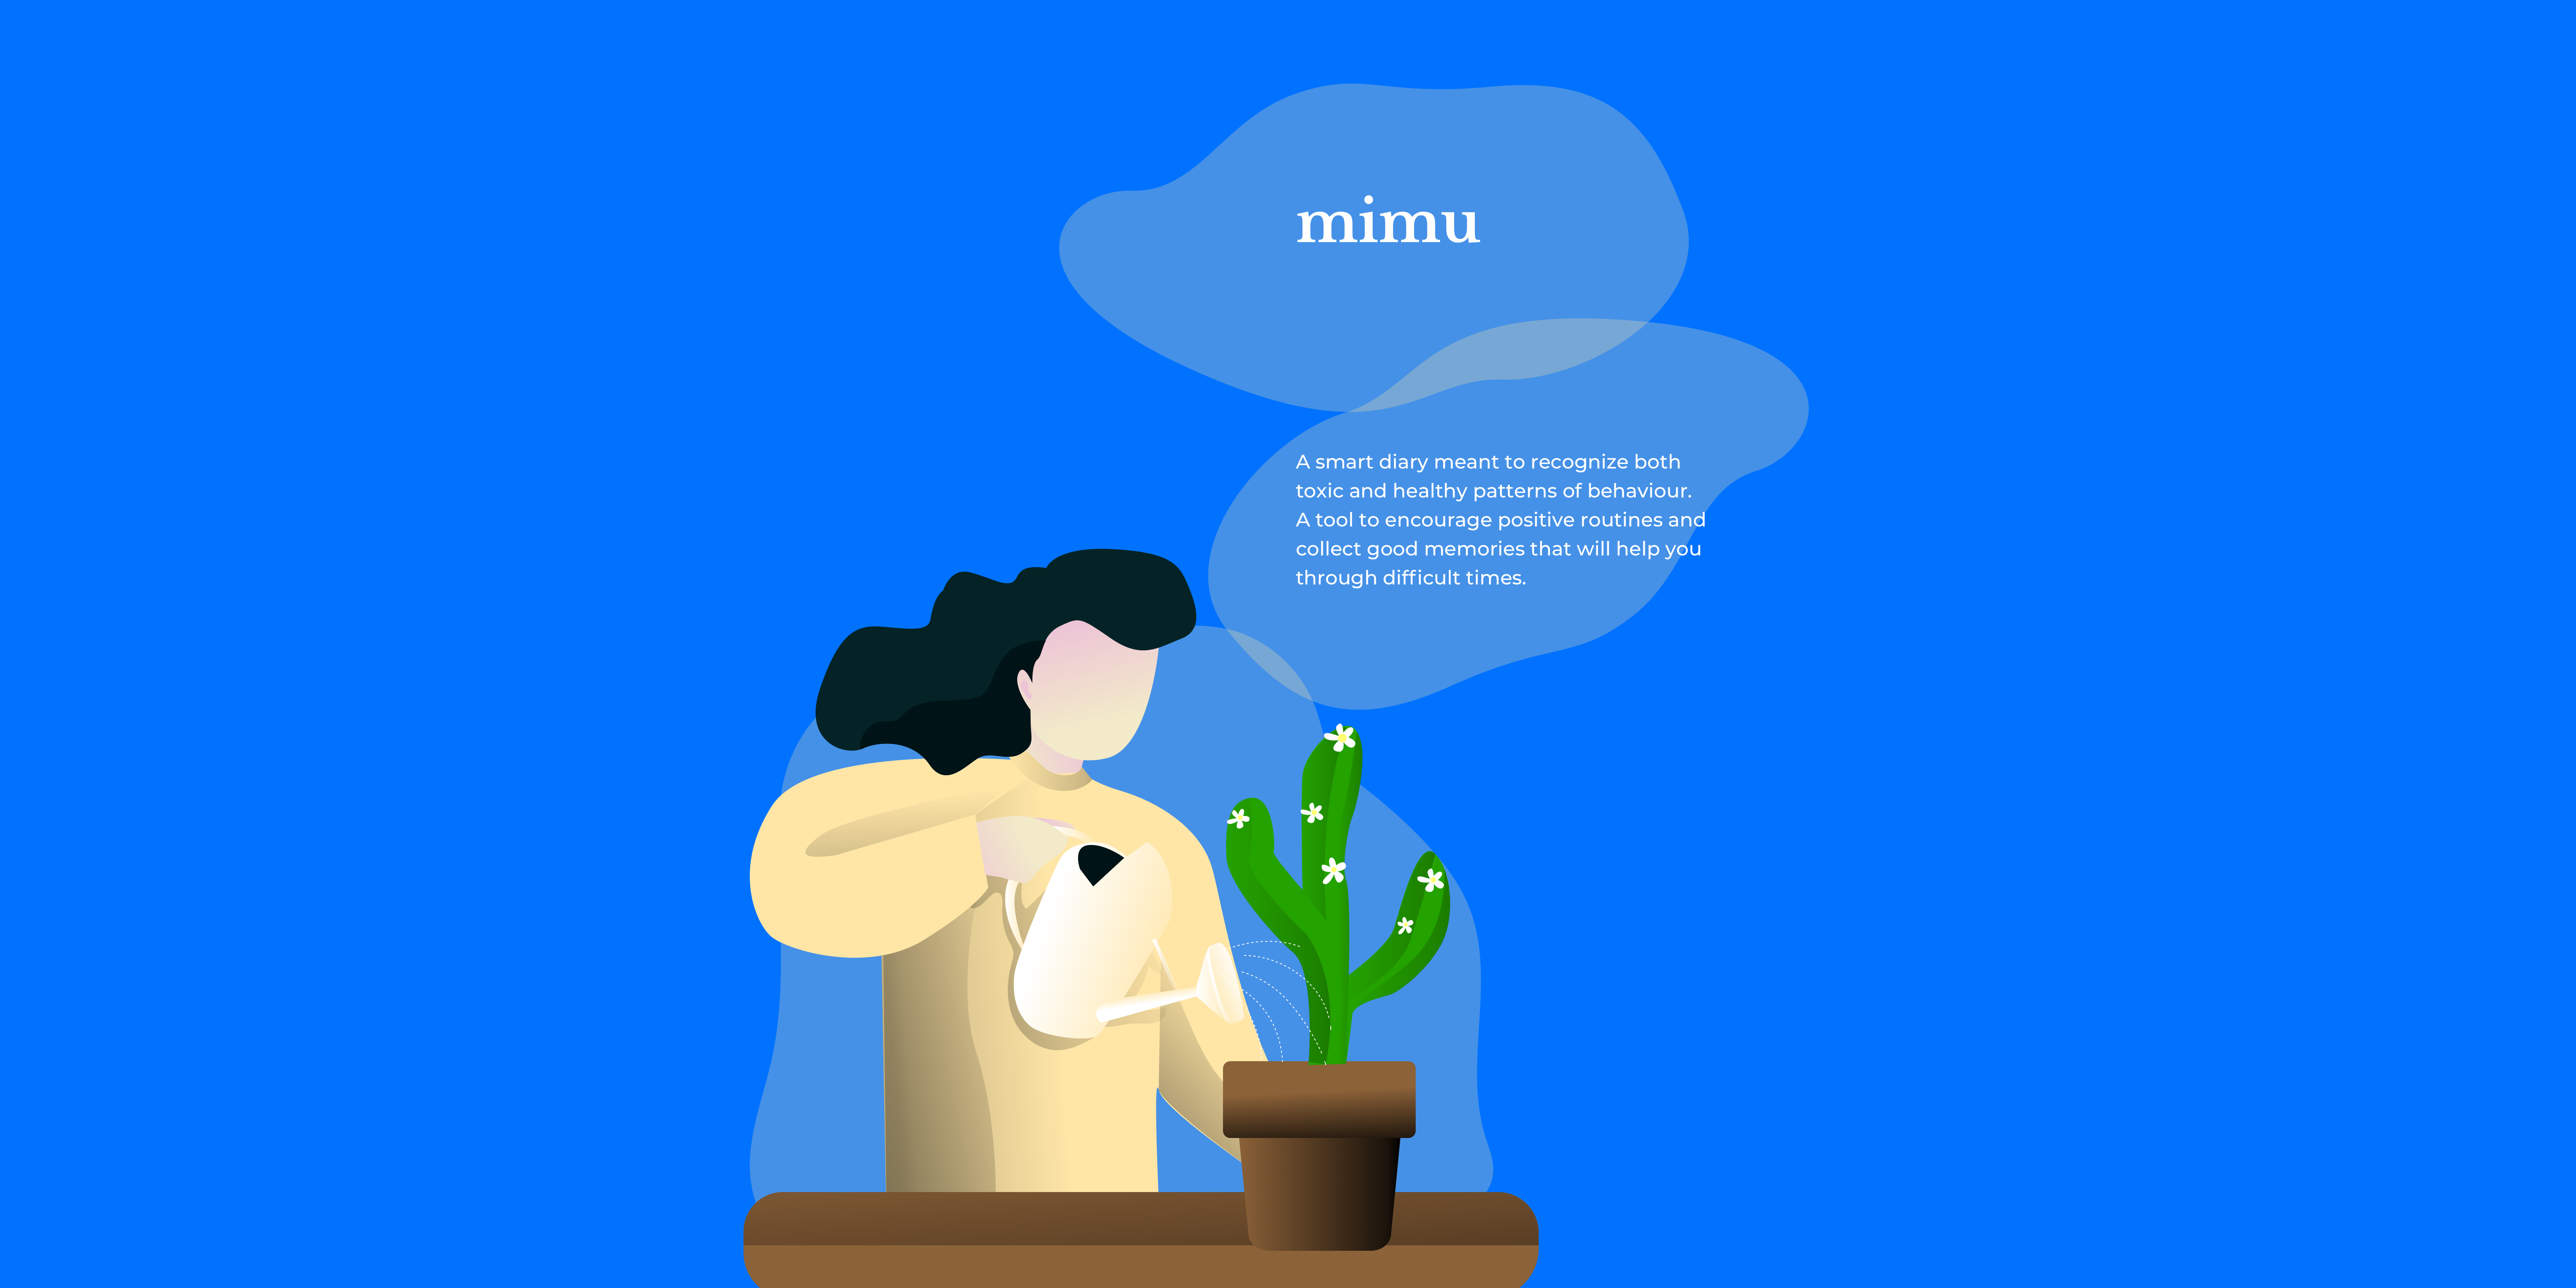 mimu
A smart diary meant to recognize both
toxic and healthy patterns of behaviour.
A tool to encourage positive routines and
collect good memories that will help you
through difficult times.